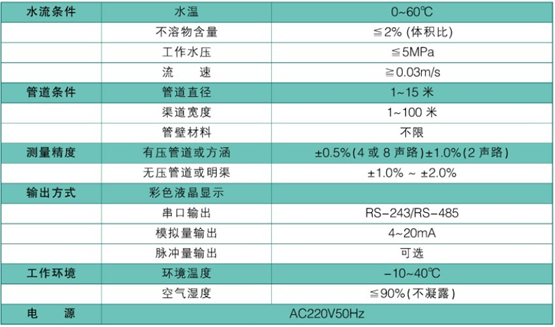 水流条件 水温 0~60℃
不溶物含量 ≦2% (体积比)
工作水压 ≦5MPa
流 速 ≧0.03m/s
管道条件 管道直径 1~15 米
渠道宽度 1~100 米
管壁材料 不限
测量精度 有压管道或方涵 ±0.5%(4 或 8 声路)±1.0%(2 声路)
无压管道或明渠 ±1.0% ~ ±2.0%
输出方式 彩色液晶显示
串口输出 RS-243/RS-485
模拟量输出 4~20mA
脉冲量输出 可选
工作环境 环境温度 -10~40℃
空气湿度 ≦90%(不凝露)
电 源 AC220V50Hz